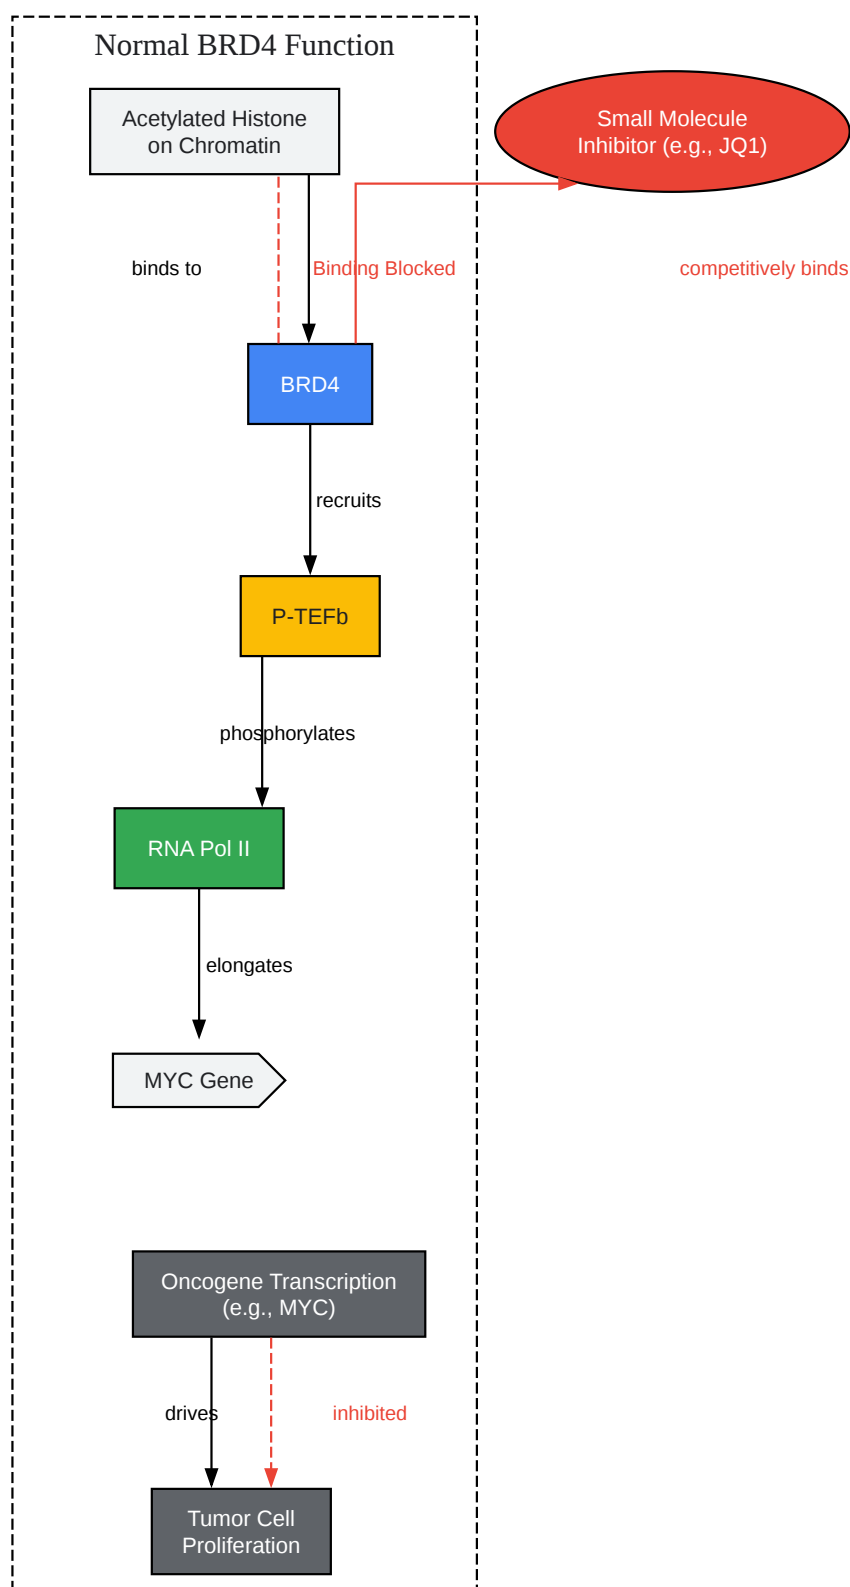 Normal BRD4 Function
Acetylated Histone
on Chromatin
Small Molecule
Inhibitor (e.g., JQ1)
binds to
Binding Blocked
competitively binds
BRD4
recruits
P-TEFb
phosphorylates
RNA Pol II
elongates
MYC Gene
Oncogene Transcription
(e.g., MYC)
drives
inhibited
Tumor Cell
Proliferation